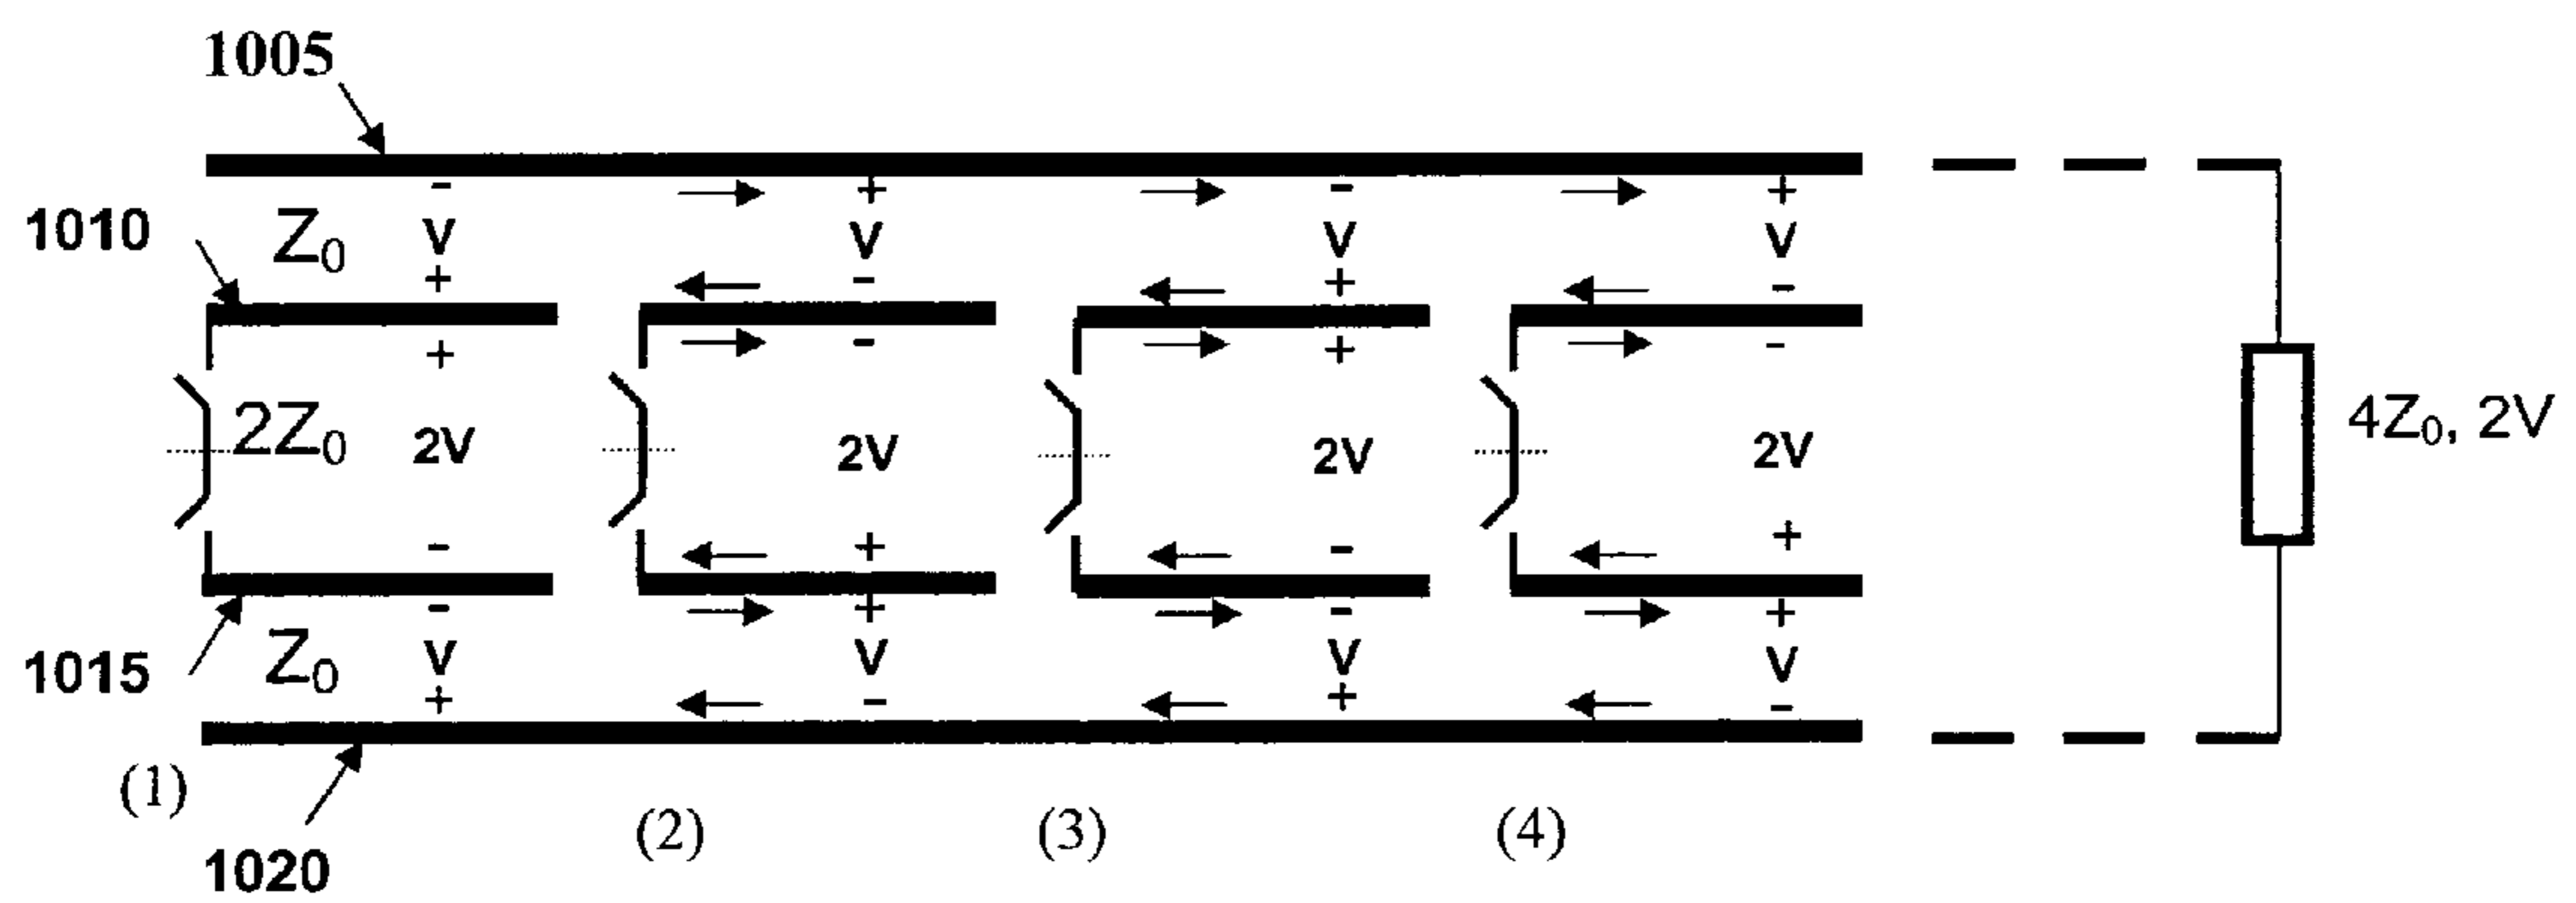 1005
- + - +
1010 Z₀ V V V V
+ - + -
+ - + -
2Z₀ 2V 2V 2V 2V 4Z₀, 2V
- + - +
- + - +
1015 Z₀ V V V V
+ - + -
(1) (2) (3) (4)
1020